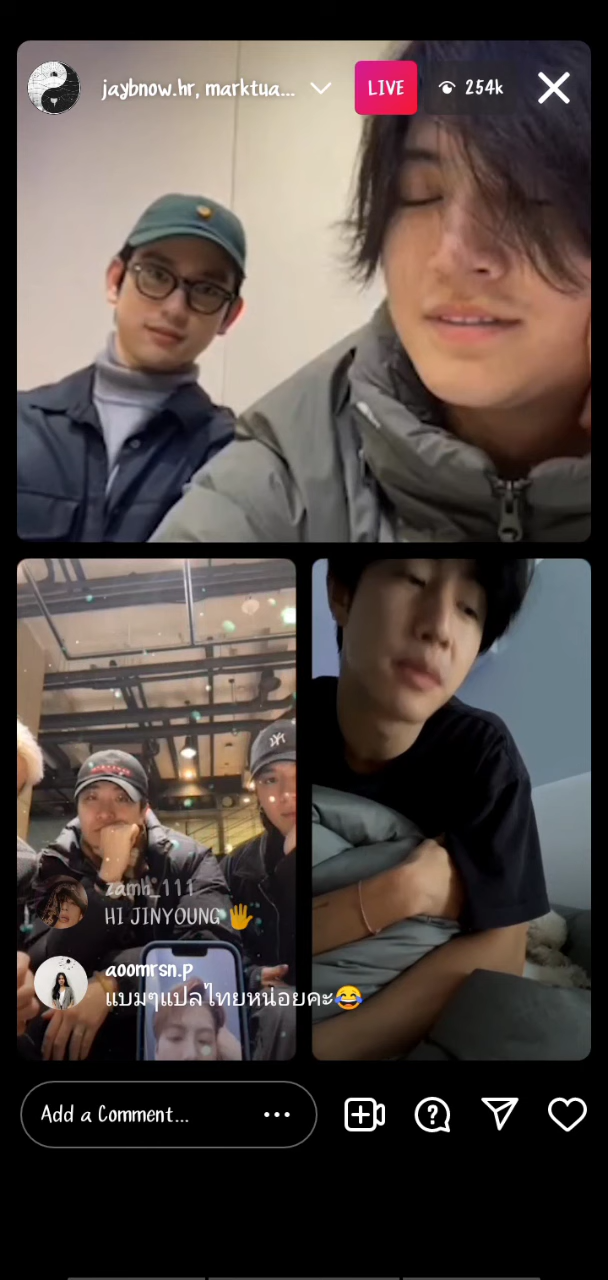 jaybnow.hr, marktua...
LIVE
254k
zamh_111
HI JINYOUNG 👋
aoomrsn.p
แบมๆแปลไทยหน่อยคะ😂
Add a Comment...